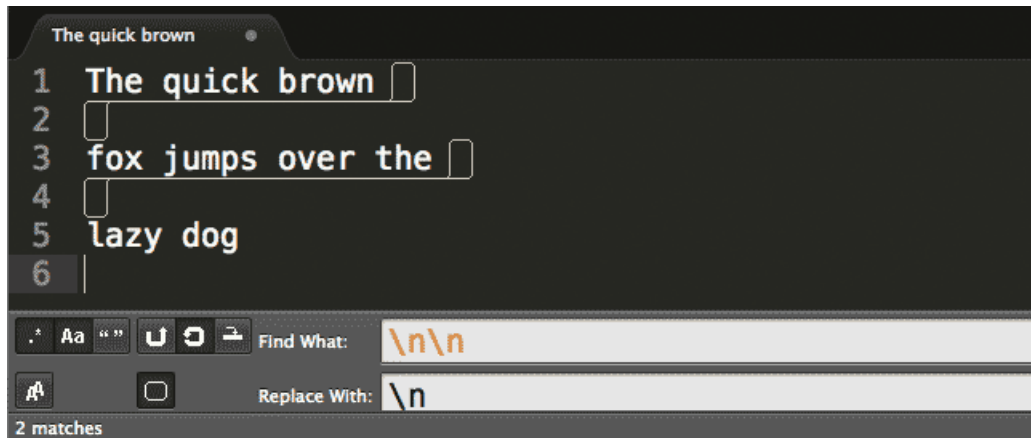 The quick brown
1 The quick brown
2
3 fox jumps over the
4
5 lazy dog
6
.* Aa “” Find What: \n\n
Replace With: \n
2 matches